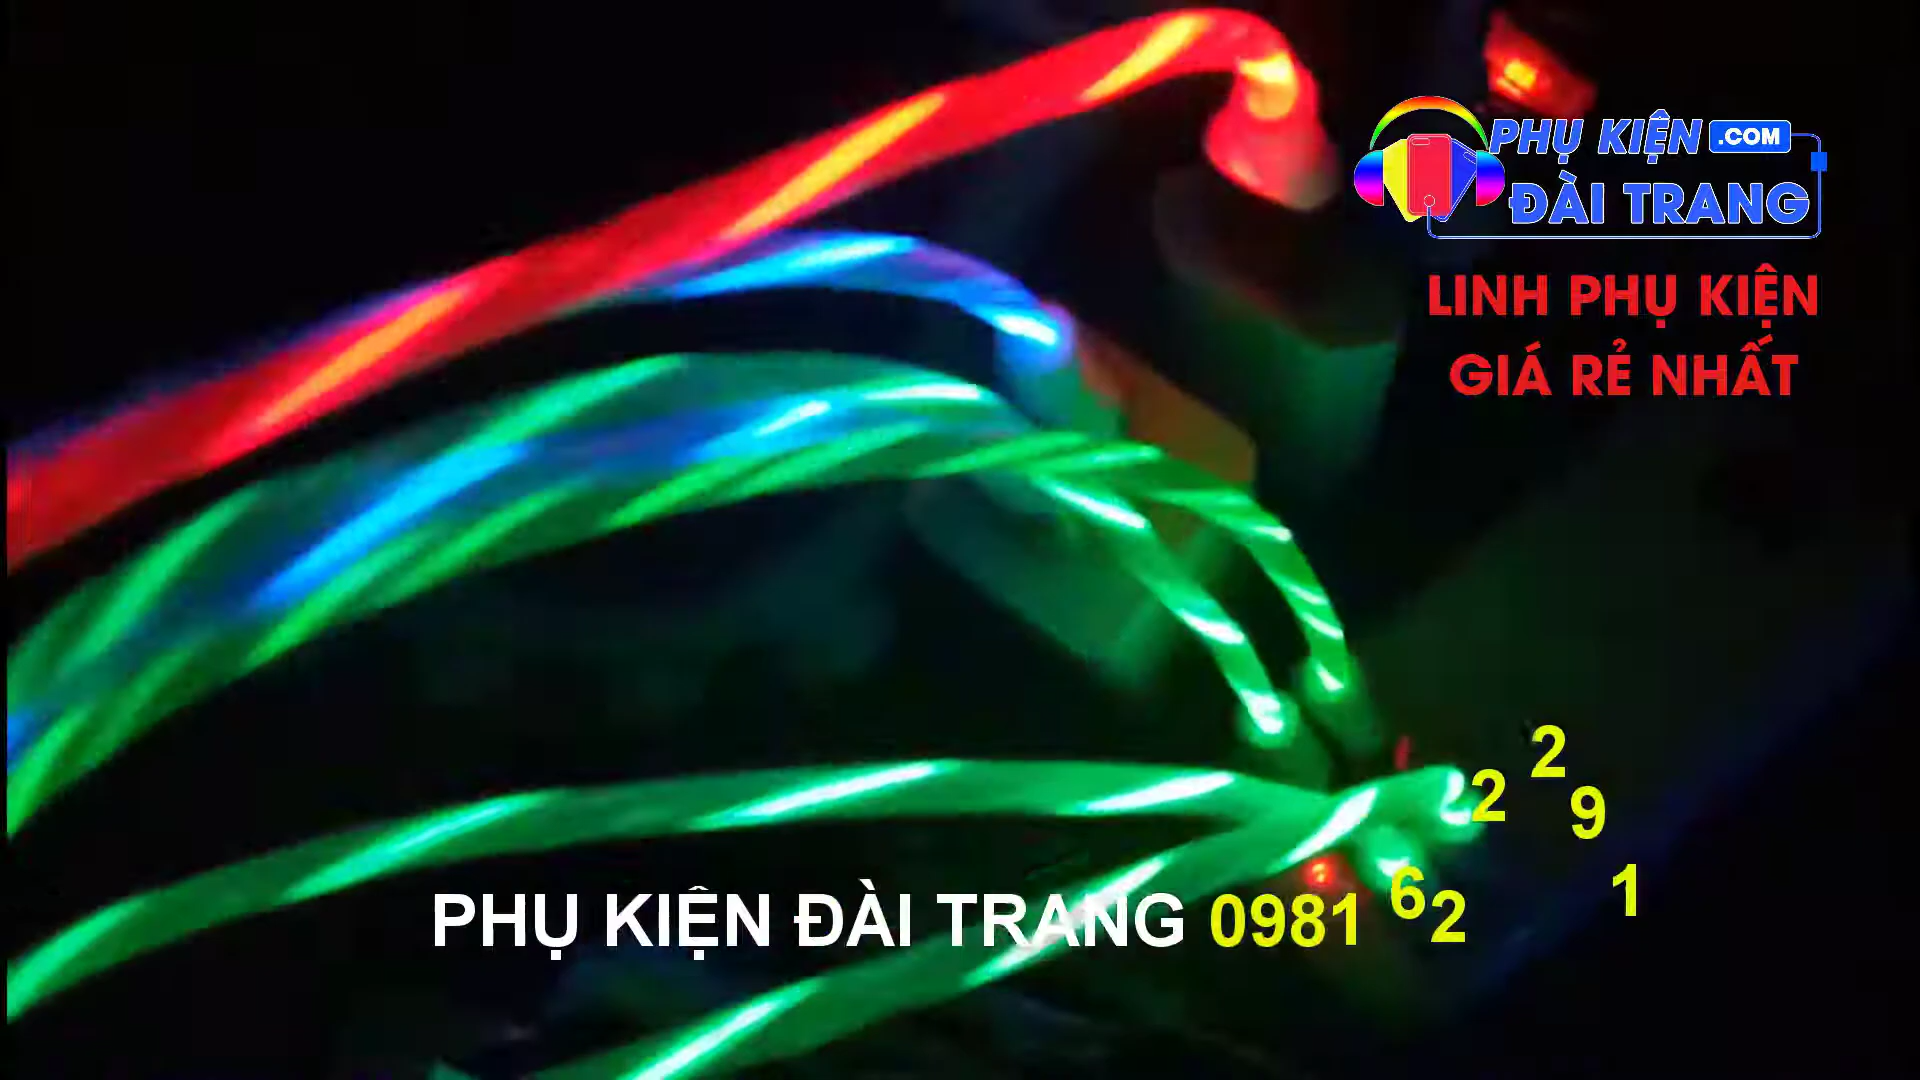 PHỤ KIỆN .COM
ĐÀI TRANG
LINH PHỤ KIỆN
GIÁ RẺ NHẤT
2
2
9
1
PHỤ KIỆN ĐÀI TRANG 0981 62